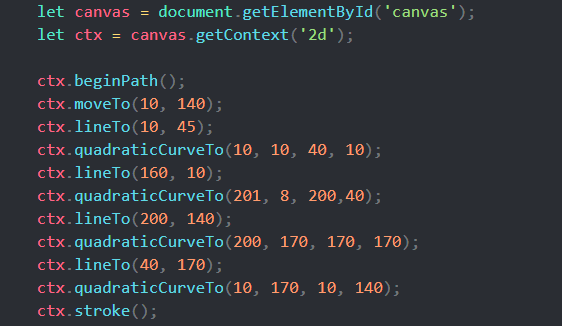 let canvas = document.getElementById('canvas');
let ctx = canvas.getContext('2d');
ctx.beginPath();
ctx.moveTo(10, 140);
ctx.lineTo(10, 45);
ctx.quadraticCurveTo(10, 10, 40, 10);
ctx.lineTo(160, 10);
ctx.quadraticCurveTo(201, 8, 200,40);
ctx.lineTo(200, 140);
ctx.quadraticCurveTo(200, 170, 170, 170);
ctx.lineTo(40, 170);
ctx.quadraticCurveTo(10, 170, 10, 140);
ctx.stroke();